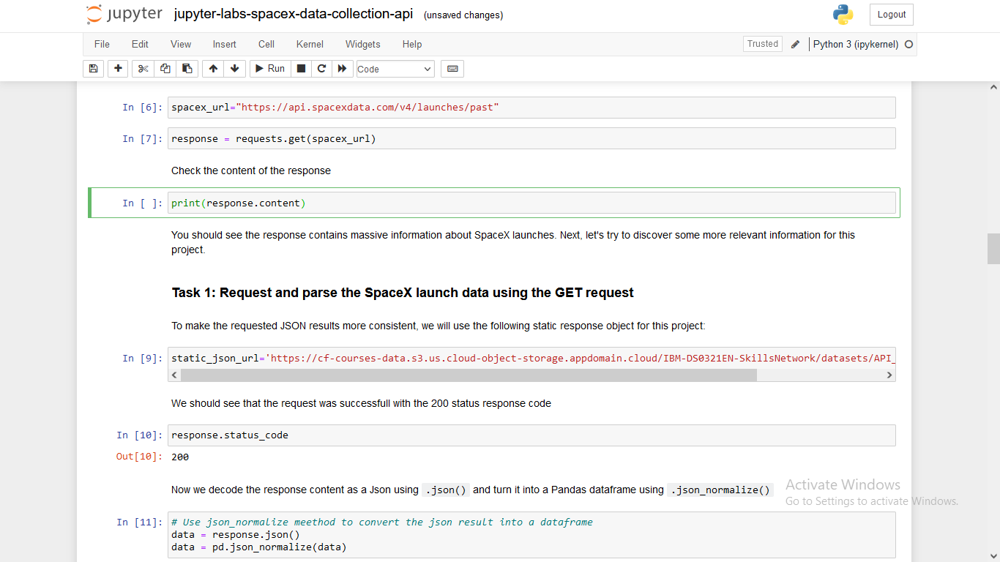 jupyter jupyter-labs-spacex-data-collection-api (unsaved changes) Logout
File Edit View Insert Cell Kernel Widgets Help Trusted Python 3 (ipykernel)
Run Code
In [6]: spacex_url="https://api.spacexdata.com/v4/launches/past"
In [7]: response = requests.get(spacex_url)
Check the content of the response
In [ ]: print(response.content)
You should see the response contains massive information about SpaceX launches. Next, let's try to discover some more relevant information for this
project.
Task 1: Request and parse the SpaceX launch data using the GET request
To make the requested JSON results more consistent, we will use the following static response object for this project:
In [9]: static_json_url='https://cf-courses-data.s3.us.cloud-object-storage.appdomain.cloud/IBM-DS0321EN-SkillsNetwork/datasets/API_
We should see that the request was successfull with the 200 status response code
In [10]: response.status_code
Out[10]: 200
Now we decode the response content as a Json using .json() and turn it into a Pandas dataframe using .json_normalize()
Activate Windows
Go to Settings to activate Windows.
In [11]: # Use json_normalize meethod to convert the json result into a dataframe
data = response.json()
data = pd.json_normalize(data)